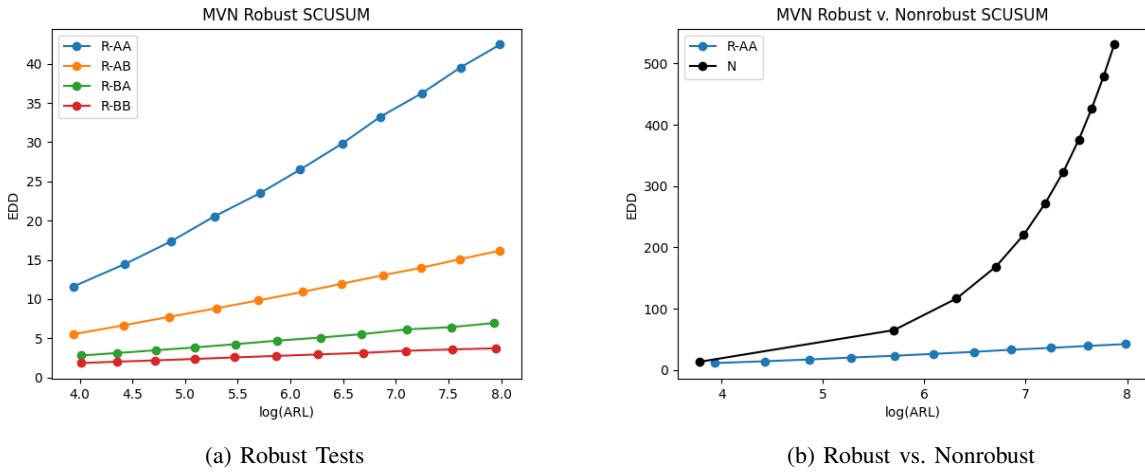 MVN Robust SCUSUM
R-AA
R-AB
R-BA
R-BB
40
35
30
25
20
15
10
5
0
EDD
4.0 4.5 5.0 5.5 6.0 6.5 7.0 7.5 8.0
log(ARL)
(a) Robust Tests
MVN Robust v. Nonrobust SCUSUM
R-AA
N
500
400
300
200
100
0
EDD
4 5 6 7 8
log(ARL)
(b) Robust vs. Nonrobust